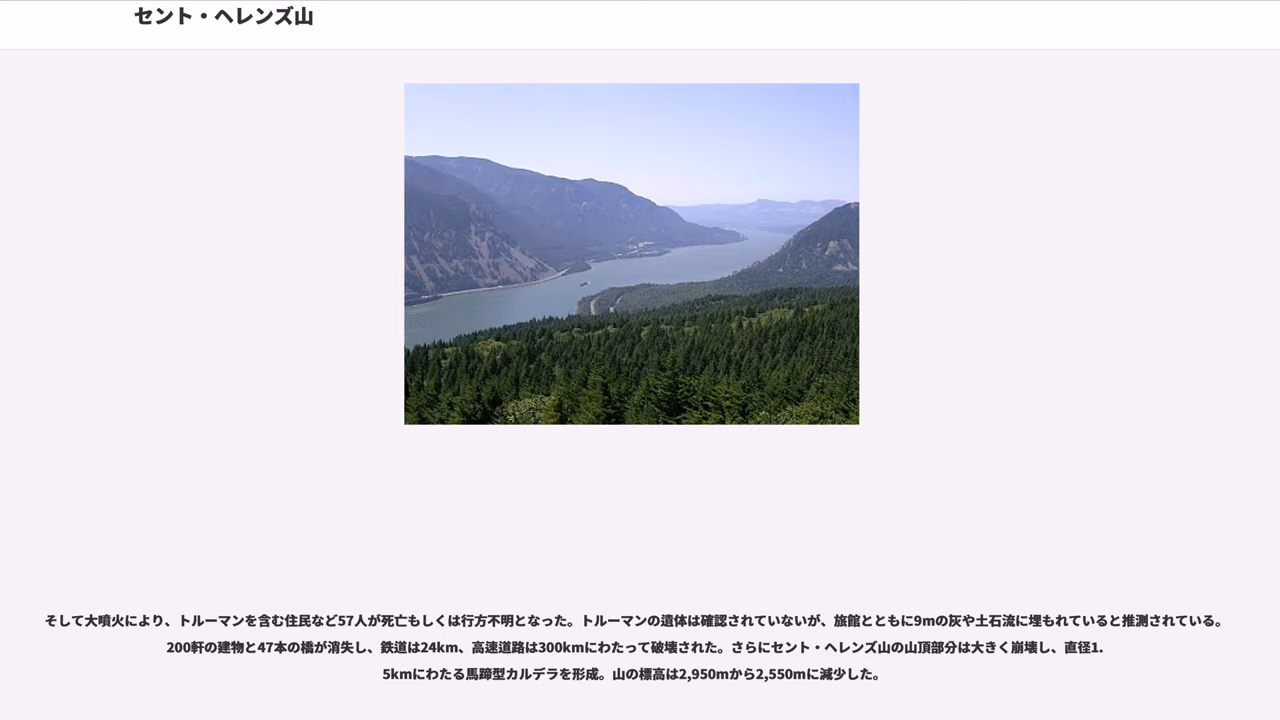 セント・ヘレンズ山
そして大噴火により、トルーマンを含む住民など57人が死亡もしくは行方不明となった。トルーマンの遺体は確認されていないが、旅館とともに9mの灰や土石流に埋もれていると推測されている。
200軒の建物と47本の橋が消失し、鉄道は24km、高速道路は300kmにわたって破壊された。さらにセント・ヘレンズ山の山頂部分は大きく崩壊し、直径1.
5kmにわたる馬蹄型カルデラを形成。山の標高は2,950mから2,550mに減少した。